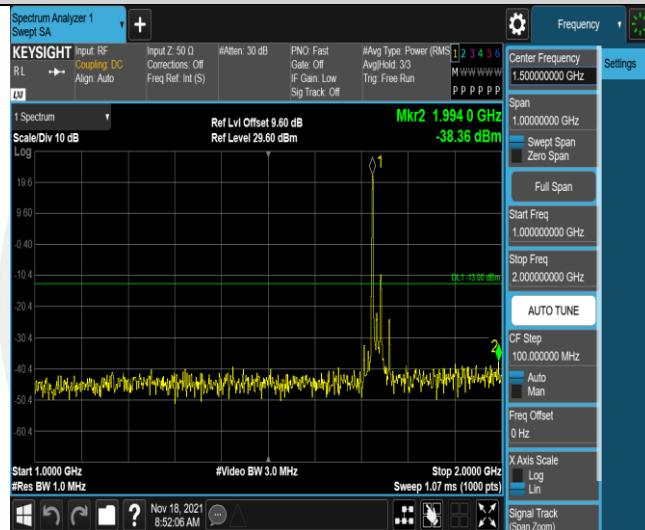 Spectrum Analyzer 1
Swept SA
+
Frequency
KEYSIGHT
RL
LXI
Input: RF
Coupling: DC
Align: Auto
Input Z: 50 Ω
Corrections: Off
Freq Ref: Int (S)
#Atten: 30 dB
PNO: Fast
Gate: Off
IF Gain: Low
Sig Track: Off
#Avg Type: Power (RMS
Avg|Hold: 3/3
Trig: Free Run
1 2 3 4 5 6
M W W W W W
P P P P P P
1 Spectrum
Scale/Div 10 dB
Ref Lvl Offset 9.60 dB
Ref Level 29.60 dBm
Mkr2 1.994 0 GHz
-38.36 dBm
Log
1
19.6
9.60
-0.40
-10.4
DL1 -13.00 dBm
-20.4
-30.4
2
-40.4
-50.4
-60.4
Start 1.0000 GHz
#Res BW 1.0 MHz
#Video BW 3.0 MHz
Stop 2.0000 GHz
Sweep 1.07 ms (1000 pts)
Center Frequency
1.500000000 GHz
Settings
Span
1.00000000 GHz
Swept Span
Zero Span
Full Span
Start Freq
1.000000000 GHz
Stop Freq
2.000000000 GHz
AUTO TUNE
CF Step
100.000000 MHz
Auto
Man
Freq Offset
0 Hz
X Axis Scale
Log
Lin
Signal Track
(Span Zoom)
?
Nov 18, 2021
8:52:06 AM